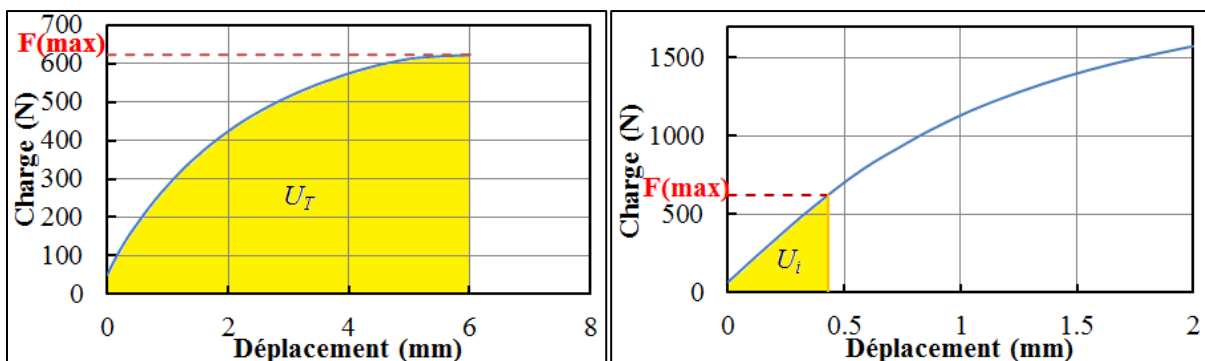 700
F(max)
600
500
400
300
200
100
0
Charge (N)
U_T
0 2 4 6 8
Déplacement (mm)
1500
1000
F(max)
500
0
Charge (N)
U_i
0 0.5 1 1.5 2
Déplacement (mm)